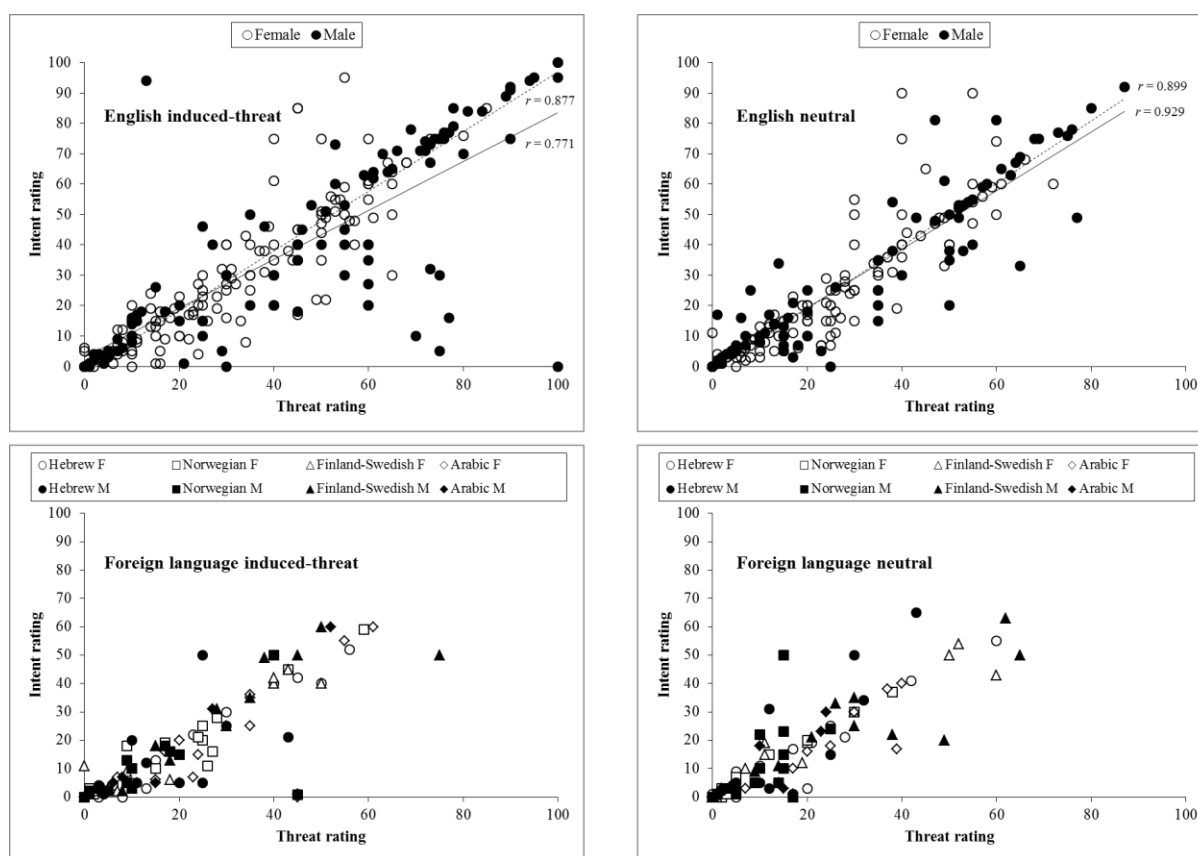 ○Female ●Male
100
90
80
70
60
50
40
30
20
10
0
Intent rating
English induced-threat
r = 0.877
r = 0.771
0 20 40 60 80 100
Threat rating
○Female ●Male
100
90
80
70
60
50
40
30
20
10
0
Intent rating
English neutral
r = 0.899
r = 0.929
0 20 40 60 80 100
Threat rating
○Hebrew F □Norwegian F △Finland-Swedish F ◇Arabic F
●Hebrew M ■Norwegian M ▲Finland-Swedish M ◆Arabic M
100
90
80
70
60
50
40
30
20
10
0
Intent rating
Foreign language induced-threat
0 20 40 60 80 100
Threat rating
○Hebrew F □Norwegian F △Finland-Swedish F ◇Arabic F
●Hebrew M ■Norwegian M ▲Finland-Swedish M ◆Arabic M
100
90
80
70
60
50
40
30
20
10
0
Intent rating
Foreign language neutral
0 20 40 60 80 100
Threat rating